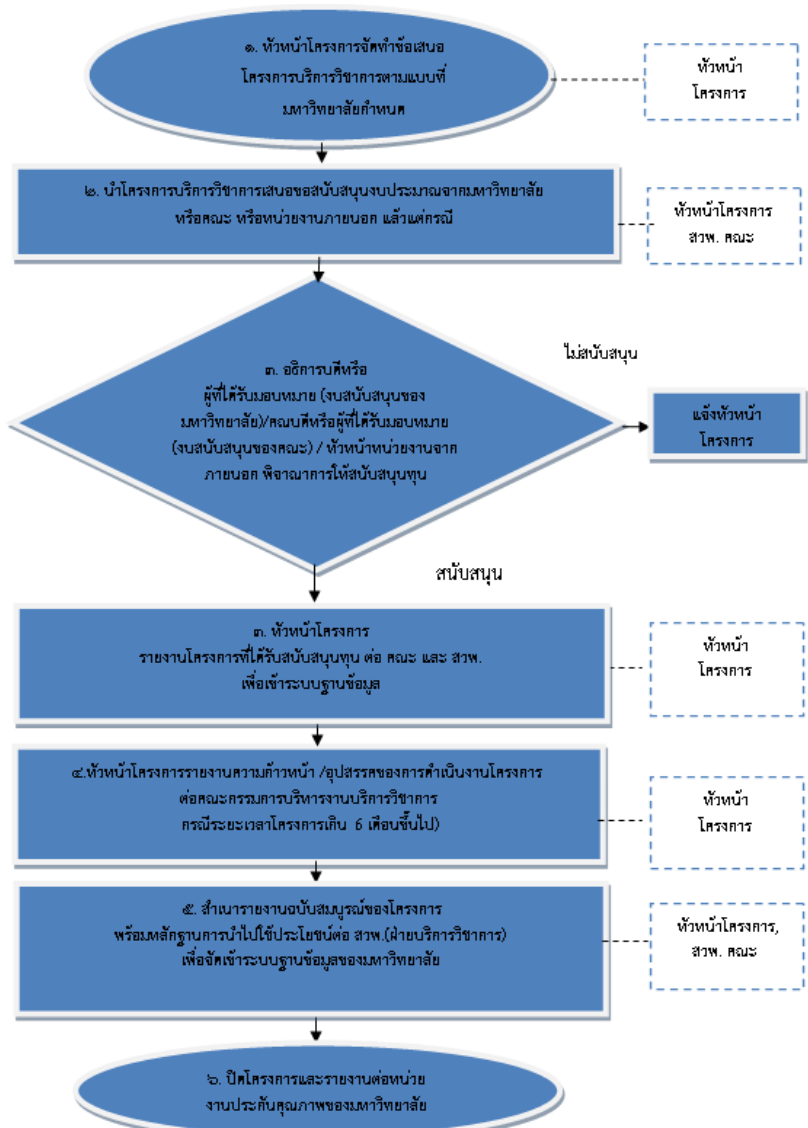 ๑. หัวหน้าโครงการจัดทำข้อเสนอ
โครงการบริการวิชาการตามแบบที่
มหาวิทยาลัยกำหนด
หัวหน้า
โครงการ
๒. นำโครงการบริการวิชาการเสนอขอสนับสนุนงบประมาณจากมหาวิทยาลัย
หรือคณะ หรือหน่วยงานภายนอก แล้วแต่กรณี
หัวหน้าโครงการ
สวพ. คณะ
๓. อธิการบดีหรือ
ผู้ที่ได้รับมอบหมาย (งบสนับสนุนของ
มหาวิทยาลัย)/คณบดีหรือผู้ที่ได้รับมอบหมาย
(งบสนับสนุนของคณะ) / หัวหน้าหน่วยงานจาก
ภายนอก พิจาณาการให้สนับสนุนทุน
ไม่สนับสนุน
แจ้งหัวหน้า
โครงการ
สนับสนุน
๓. หัวหน้าโครงการ
รายงานโครงการที่ได้รับสนับสนุนทุน ต่อ คณะ และ สวพ.
เพื่อเข้าระบบฐานข้อมูล
หัวหน้า
โครงการ
๔.หัวหน้าโครงการรายงานความก้าวหน้า /อุปสรรคของการดำเนินงานโครงการ
ต่อคณะกรรมการบริหารงานบริการวิชาการ
กรณีระยะเวลาโครงการเกิน 6 เดือนขึ้นไป)
หัวหน้า
โครงการ
๕. สำเนารายงานฉบับสมบูรณ์ของโครงการ
พร้อมหลักฐานการนำไปใช้ประโยชน์ต่อ สวพ.(ฝ่ายบริการวิชาการ)
เพื่อจัดเข้าระบบฐานข้อมูลของมหาวิทยาลัย
หัวหน้าโครงการ,
สวพ. คณะ
๖. ปิดโครงการและรายงานต่อหน่วย
งานประกันคุณภาพของมหาวิทยาลัย